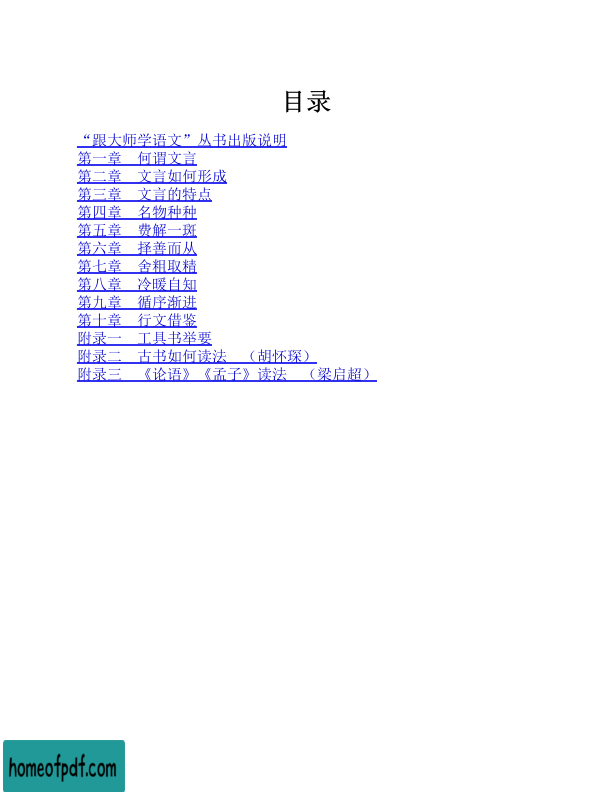 目录
“跟大师学语文”丛书出版说明
第一章　何谓文言
第二章　文言如何形成
第三章　文言的特点
第四章　名物种种
第五章　费解一斑
第六章　择善而从
第七章　舍粗取精
第八章　冷暖自知
第九章　循序渐进
第十章　行文借鉴
附录一　工具书举要
附录二　古书如何读法　（胡怀琛）
附录三　《论语》《孟子》读法　（梁启超）
homeofpdf.com